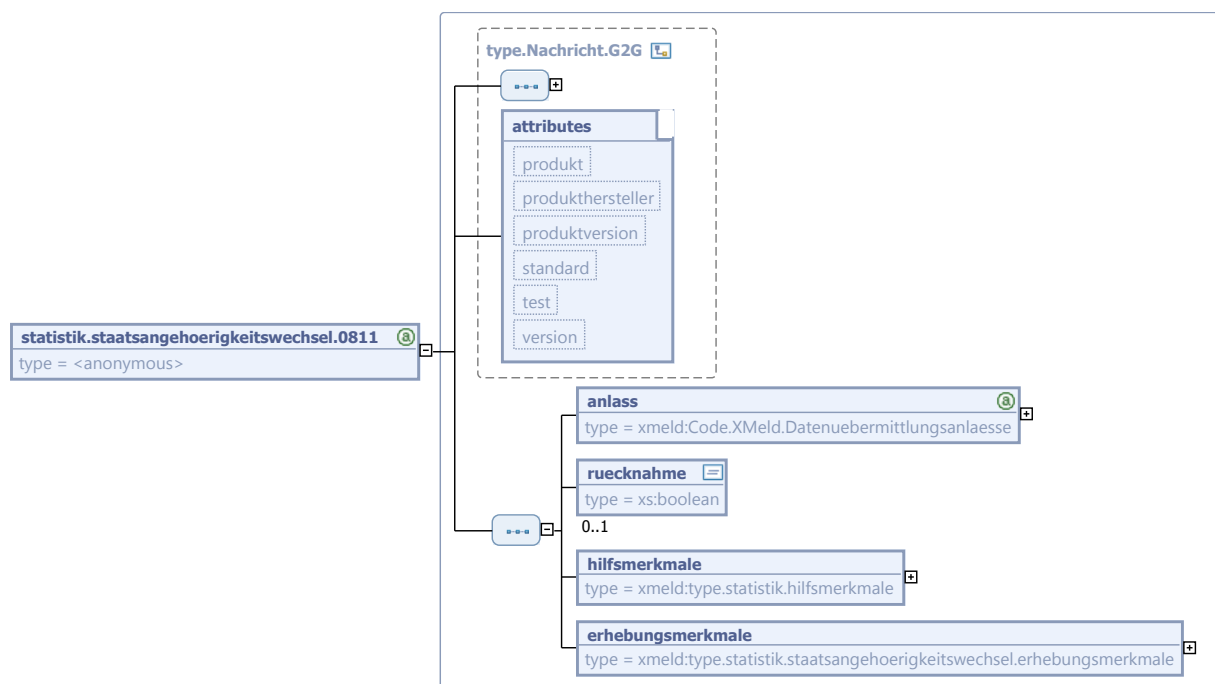 type.Nachricht.G2G
attributes
produkt
produkthersteller
produktversion
standard
test
version
statistik.staatsangehoerigkeitswechsel.0811
type = <anonymous>
anlass
type = xmeld:Code.XMeld.Datenuebermittlungsanlaesse
ruecknahme
type = xs:boolean
0..1
hilfsmerkmale
type = xmeld:type.statistik.hilfsmerkmale
erhebungsmerkmale
type = xmeld:type.statistik.staatsangehoerigkeitswechsel.erhebungsmerkmale